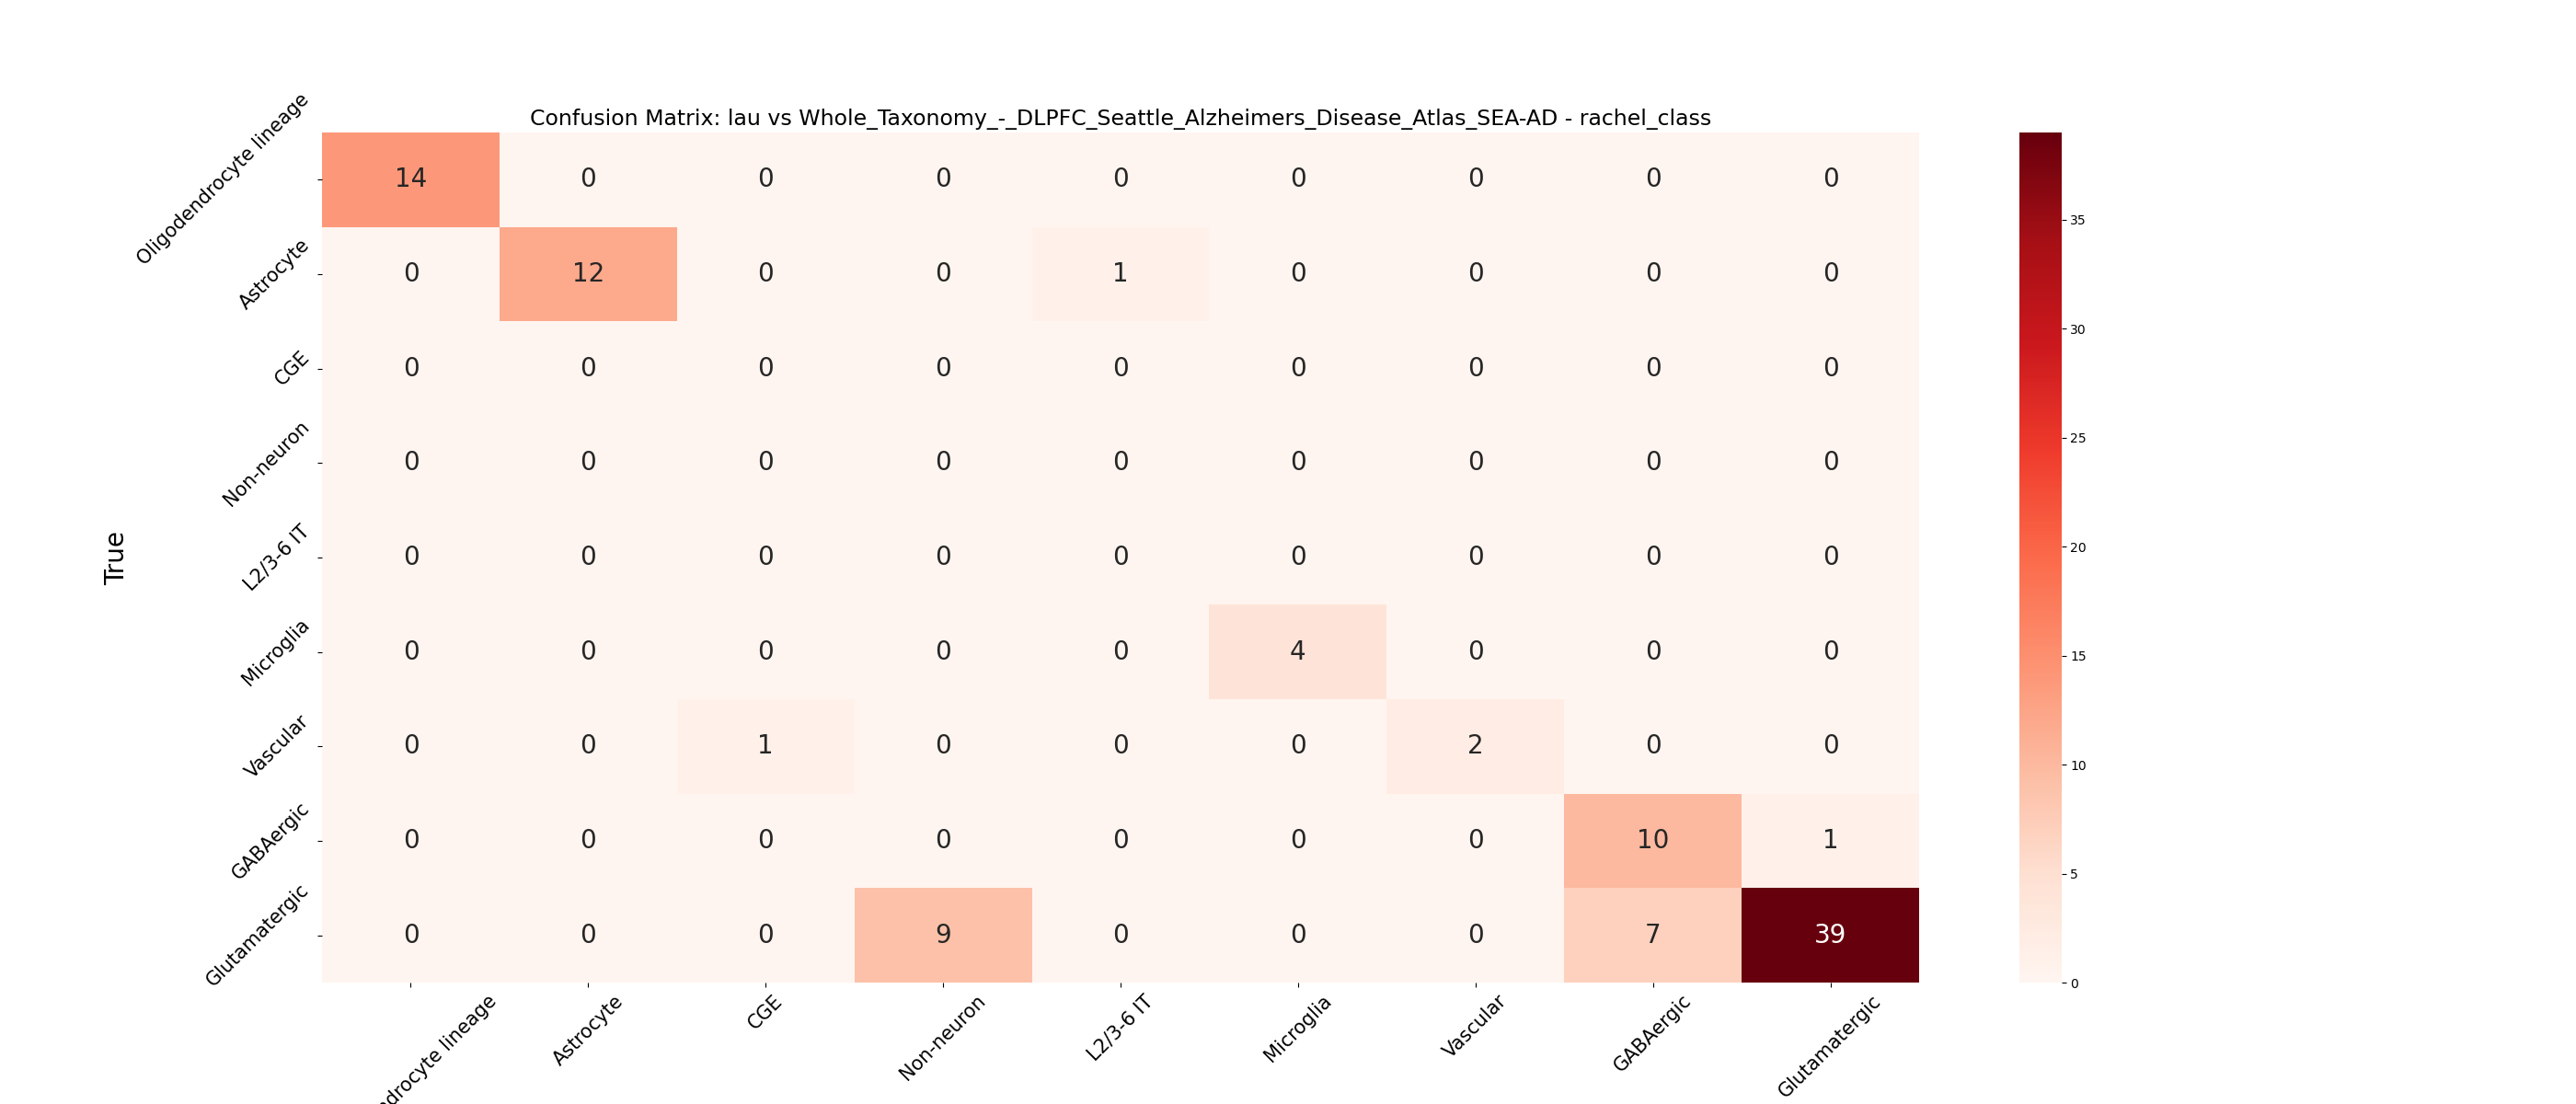 Confusion Matrix: lau vs Whole_Taxonomy_-_DLPFC_Seattle_Alzheimers_Disease_Atlas_SEA-AD - rachel_class
True
Oligodendrocyte lineage 14 0 0 0 0 0 0 0 0
Astrocyte 0 12 0 0 1 0 0 0 0
CGE 0 0 0 0 0 0 0 0 0
Non-neuron 0 0 0 0 0 0 0 0 0
L2/3-6 IT 0 0 0 0 0 0 0 0 0
Microglia 0 0 0 0 0 4 0 0 0
Vascular 0 0 1 0 0 0 2 0 0
GABAergic 0 0 0 0 0 0 0 10 1
Glutamatergic 0 0 0 9 0 0 0 7 39
drocyte lineage Astrocyte CGE Non-neuron L2/3-6 IT Microglia Vascular GABAergic Glutamatergic
35
30
25
20
15
10
5
0